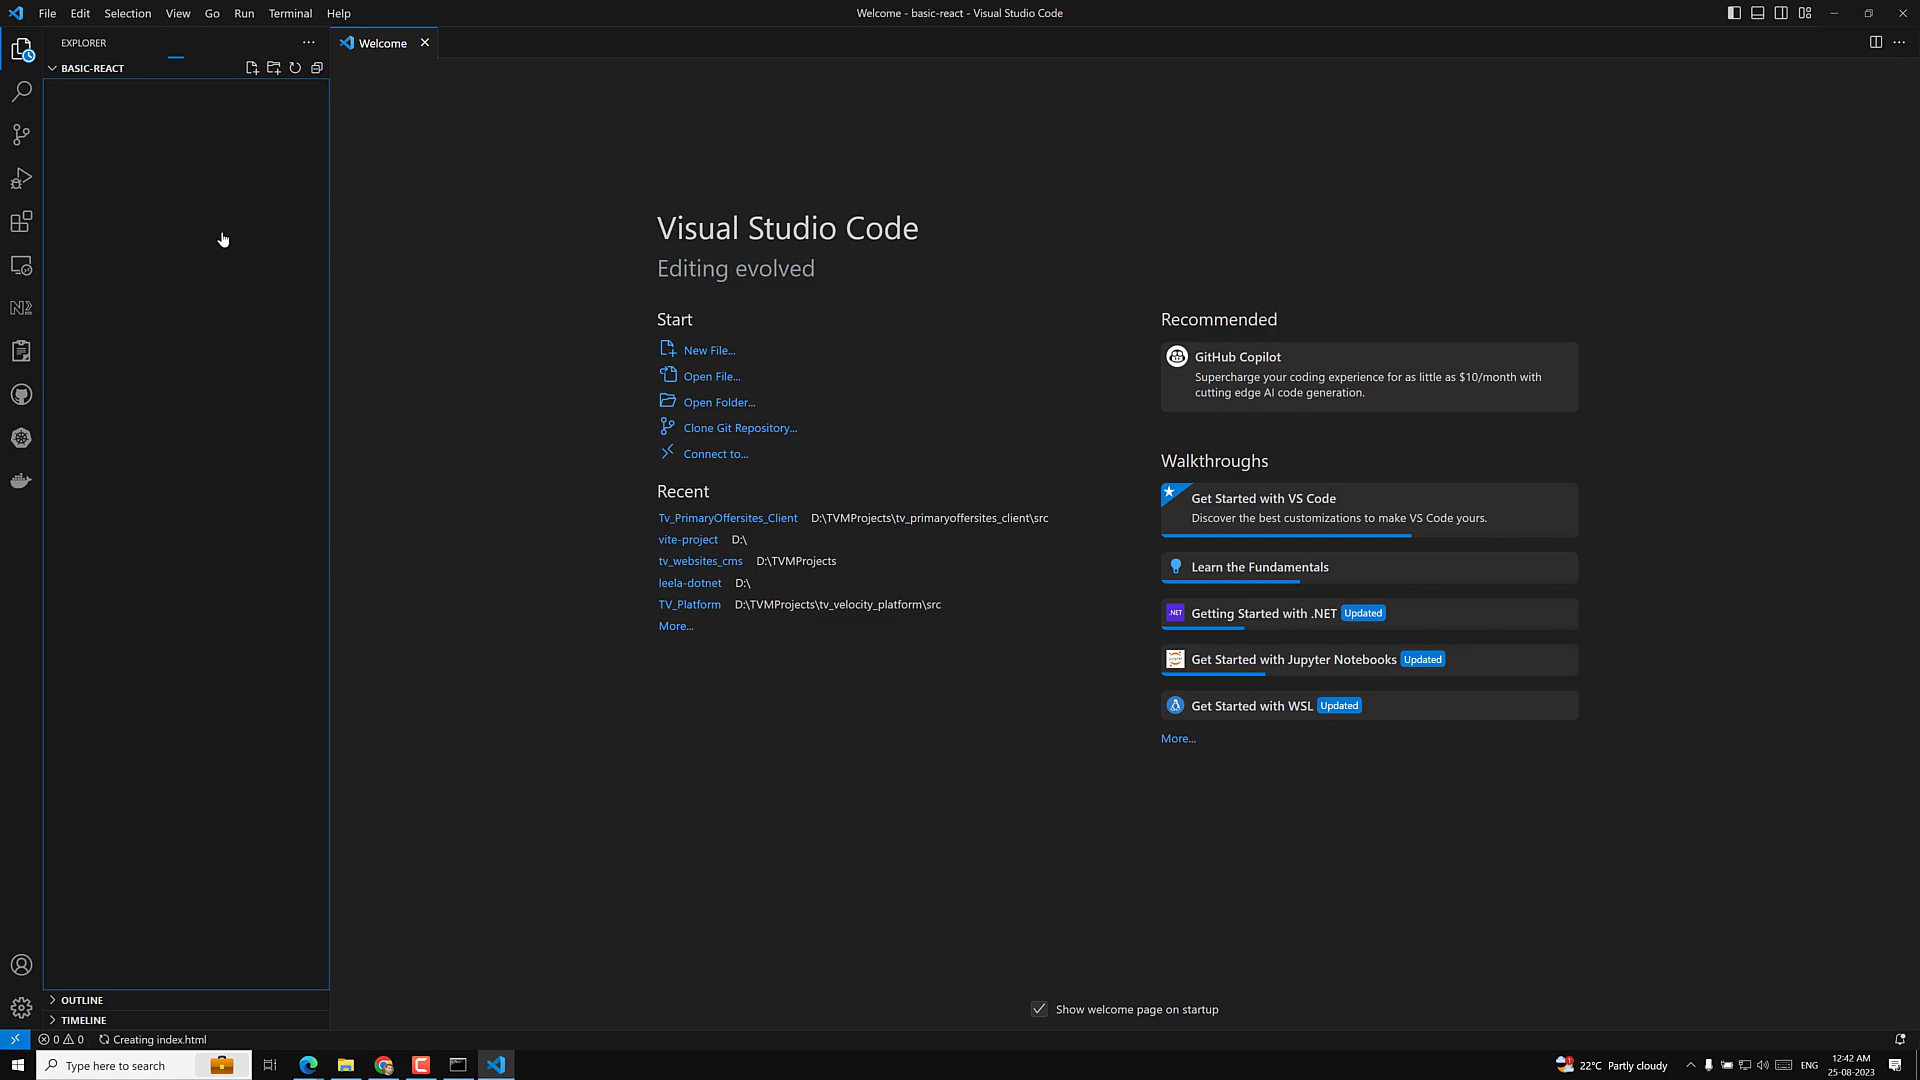 File Edit Selection View Go Run Terminal Help
Welcome - basic-react - Visual Studio Code
EXPLORER
Welcome
BASIC-REACT
Visual Studio Code
Editing evolved
Start
New File...
Open File...
Open Folder...
Clone Git Repository...
Connect to...
Recent
Tv_PrimaryOffersites_Client D:\TVMProjects\tv_primaryoffersites_client\src
vite-project D:\
tv_websites_cms D:\TVMProjects
leela-dotnet D:\
TV_Platform D:\TVMProjects\tv_velocity_platform\src
More...
Recommended
GitHub Copilot
Supercharge your coding experience for as little as $10/month with
cutting edge AI code generation.
Walkthroughs
Get Started with VS Code
Discover the best customizations to make VS Code yours.
Learn the Fundamentals
.NET Getting Started with .NET Updated
Get Started with Jupyter Notebooks Updated
Get Started with WSL Updated
More...
OUTLINE
TIMELINE
Show welcome page on startup
0 0 Creating index.html
Type here to search
22°C Partly cloudy
ENG
12:42 AM
25-08-2023